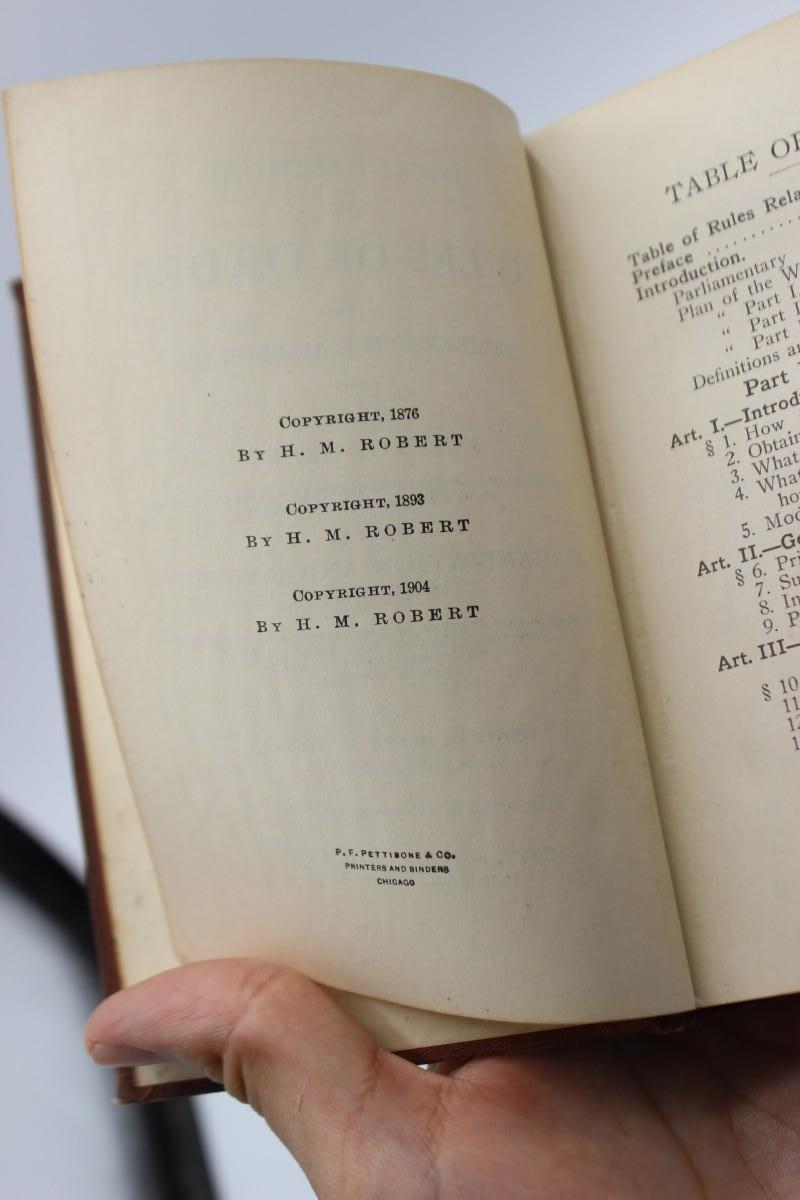 COPYRIGHT, 1876
BY H. M. ROBERT
COPYRIGHT, 1893
BY H. M. ROBERT
COPYRIGHT, 1904
BY H. M. ROBERT
P. F. PETTIBONE & CO.
PRINTERS AND BINDERS
CHICAGO
TABLE OF
Table of Rules Rela
Preface ..........
Introduction.
Parliamentary
Plan of the W
“ Part I.
“ Part I
“ Part
Definitions a
Part
Art. I.—Introd
§ 1. How
2. Obtain
3. What
4. What
ho
5. Mod
Art. II.—Ge
§ 6. Pri
7. Su
8. In
9. P
Art. III—
§ 10
11
12
1